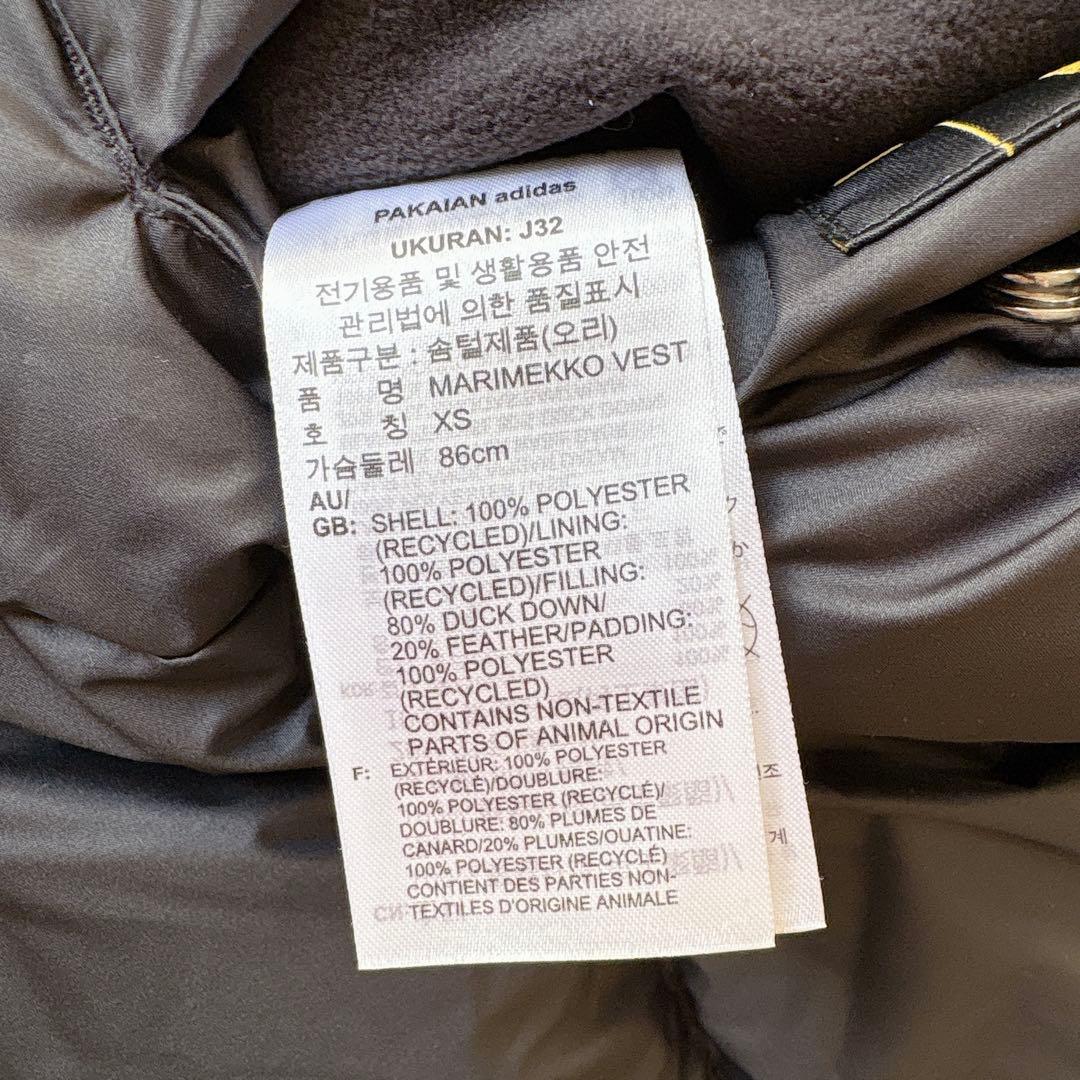 PAKAIAN adidas
UKURAN: J32
전기용품 및 생활용품 안전
관리법에 의한 품질표시
제품구분 : 솜털제품(오리)
품 명 MARIMEKKO VEST
호 칭 XS
가슴둘레 86cm
AU/
GB: SHELL: 100% POLYESTER
(RECYCLED)/LINING:
100% POLYESTER
(RECYCLED)/FILLING:
80% DUCK DOWN/
20% FEATHER/PADDING:
100% POLYESTER
(RECYCLED)
CONTAINS NON-TEXTILE
PARTS OF ANIMAL ORIGIN
F: EXTÉRIEUR: 100% POLYESTER
(RECYCLÉ)/DOUBLURE:
100% POLYESTER (RECYCLÉ)/
DOUBLURE: 80% PLUMES DE
CANARD/20% PLUMES/OUATINE:
100% POLYESTER (RECYCLÉ)
CONTIENT DES PARTIES NON-
TEXTILES D'ORIGINE ANIMALE